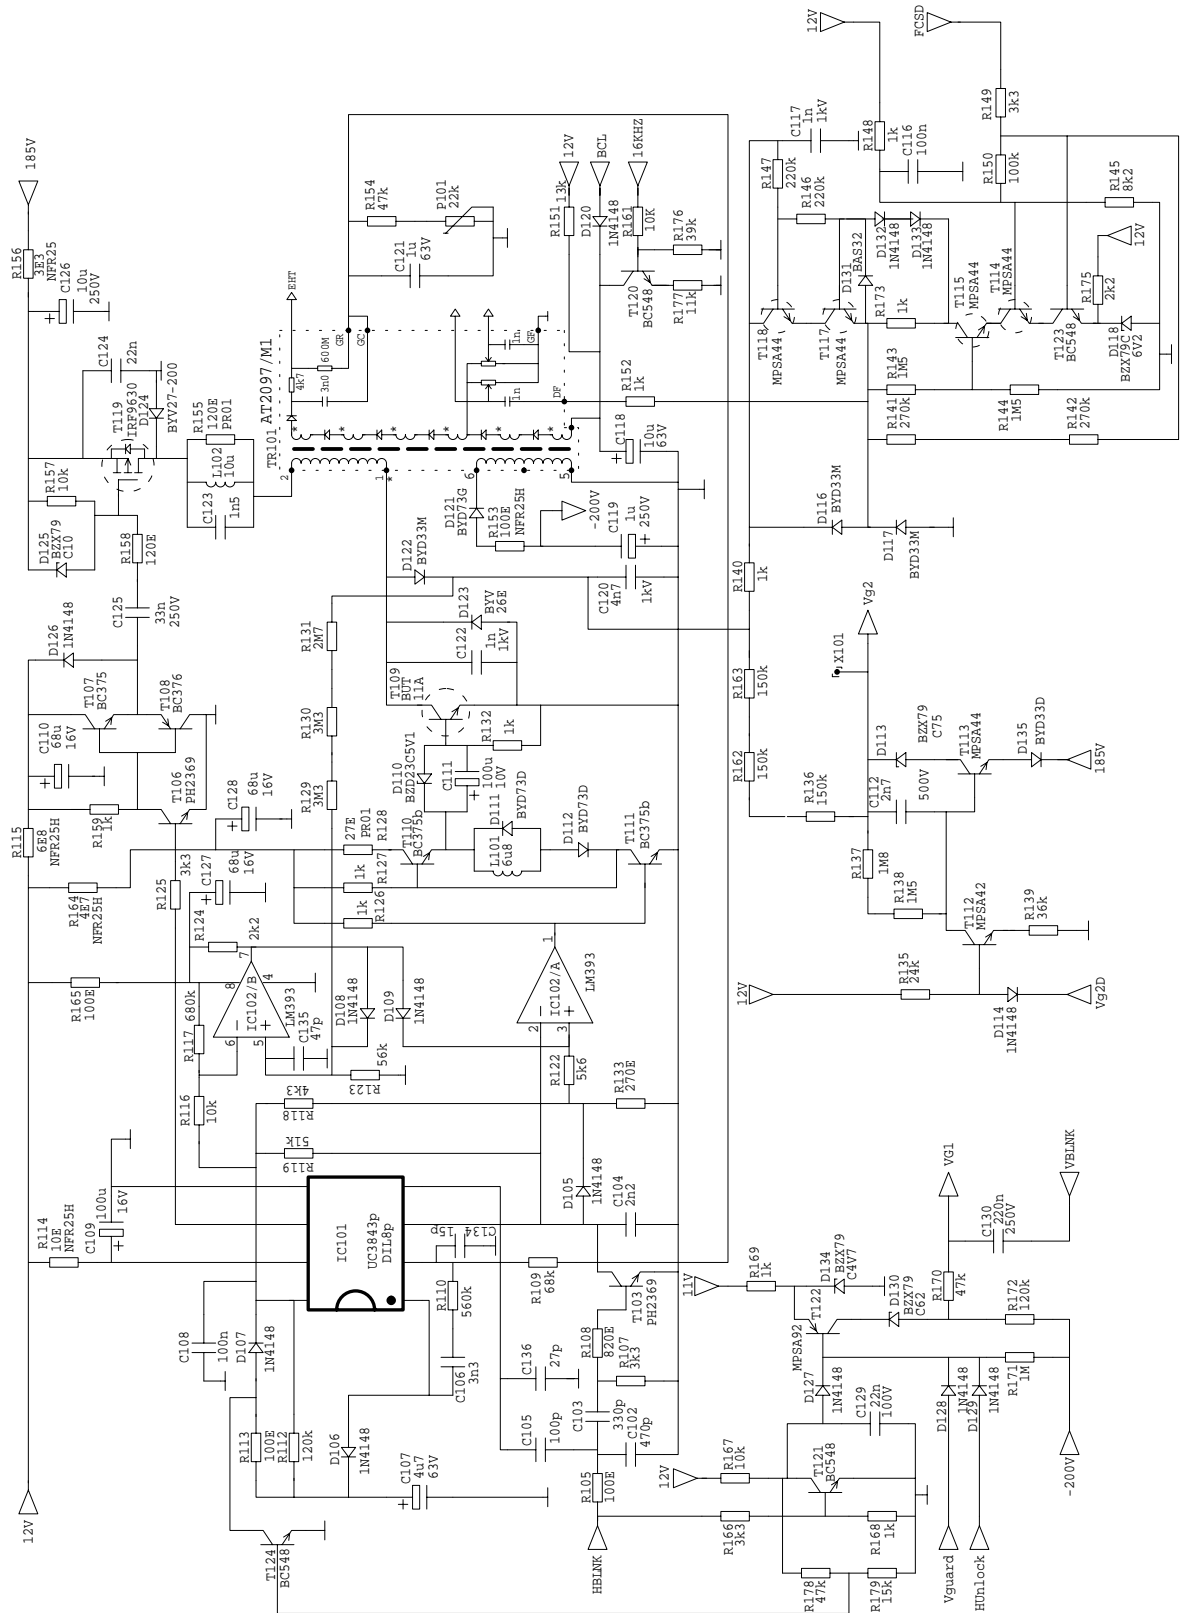 185V
R156
3E3
NFR25
C126
10u
250V
C124
22n
T119
IRF9630
D124
BYV27-200
R155
120E
PR01
L102
10u
C123
1n5
R157
10k
D125
BZX79
C10
R158
120E
C125
33n
250V
D126
1N4148
T107
BC375
T108
BC376
C110
68u
16V
T106
PH2369
R115
6E8
NFR25H
R159
1k
R164
4E7
NFR25H
R125
3k3
C127
68u
16V
C128
68u
16V
R124
2k2
R165
100E
R117
680k
R116
10k
IC102/B
LM393
8
7
6
5
4
C135
47p
D108
1N4148
D109
1N4148
R123
56k
R118
4k3
R119
51k
R114
10E
NFR25H
C109
100u
16V
IC101
UC3843p
DIL8p
C134
15p
R110
560k
C108
100n
D107
1N4148
R113
100E
R112
120k
D106
1N4148
C106
3n3
C107
4u7
63V
T124
BC548
12V
TR101
AT2097/M1
EHT
4k7
3n0
600M
GR
GC
1n
1n
GF
DF
2
1
6
5
*
*
*
*
*
R154
47k
P101
22k
C121
1u
63V
R151
13k
12V
D120
1N4148
BCL
16KHZ
R161
10K
T120
BC548
R176
39k
R177
11k
R152
1k
C118
10u
63V
D121
BYD73G
R153
100E
NFR25H
-200V
C119
1u
250V
C120
4n7
1kV
D122
BYD33M
D123
BYV
26E
C122
1n
1kV
T109
BUT
11A
R131
2M7
R130
3M3
R129
3M3
R132
1k
D110
BZD23C5V1
C111
100u
10V
D111
BYD73D
L101
6u8
D112
BYD73D
T110
BC375b
T111
BC375b
27E
PR01
R128
R127
1k
R126
1k
IC102/A
LM393
1
2
3
R122
5k6
R133
270E
D105
1N4148
C104
2n2
R109
68k
T103
PH2369
R108
820E
R107
3k3
C136
27p
C105
100p
C103
330p
C102
470p
R105
100E
HBLNK
12V
FCSD
R149
3k3
R148
1k
C116
100n
C117
1n
1kV
R150
100k
R147
220k
R146
220k
R145
8k2
12V
D132
1N4148
D133
1N4148
D131
BAS32
R173
1k
T118
MPSA44
T117
MPSA44
T115
MPSA44
T114
MPSA44
T123
BC548
R175
2k2
D118
BZX79C
6V2
R143
1M5
R141
270k
R144
1M5
R142
270k
D116
BYD33M
D117
BYD33M
R140
1k
R163
150k
R162
150k
Vg2
X101
D113
BZX79
C75
C112
2n7
500V
T113
MPSA44
D135
BYD33D
185V
R136
150k
R137
1M8
R138
1M5
T112
MPSA42
R139
36k
R135
24k
12V
D114
1N4148
Vg2D
VG1
VBLNK
C130
220n
250V
R170
47k
R172
120k
R169
1k
11V
D134
BZX79
C4V7
T122
MPSA92
D130
BZX79
C62
R171
1M
D127
1N4148
D128
1N4148
D129
1N4148
C129
22n
100V
R167
10k
12V
T121
BC548
R166
3k3
R168
1k
R178
47k
R179
15k
Vguard
HUnlock
-200V